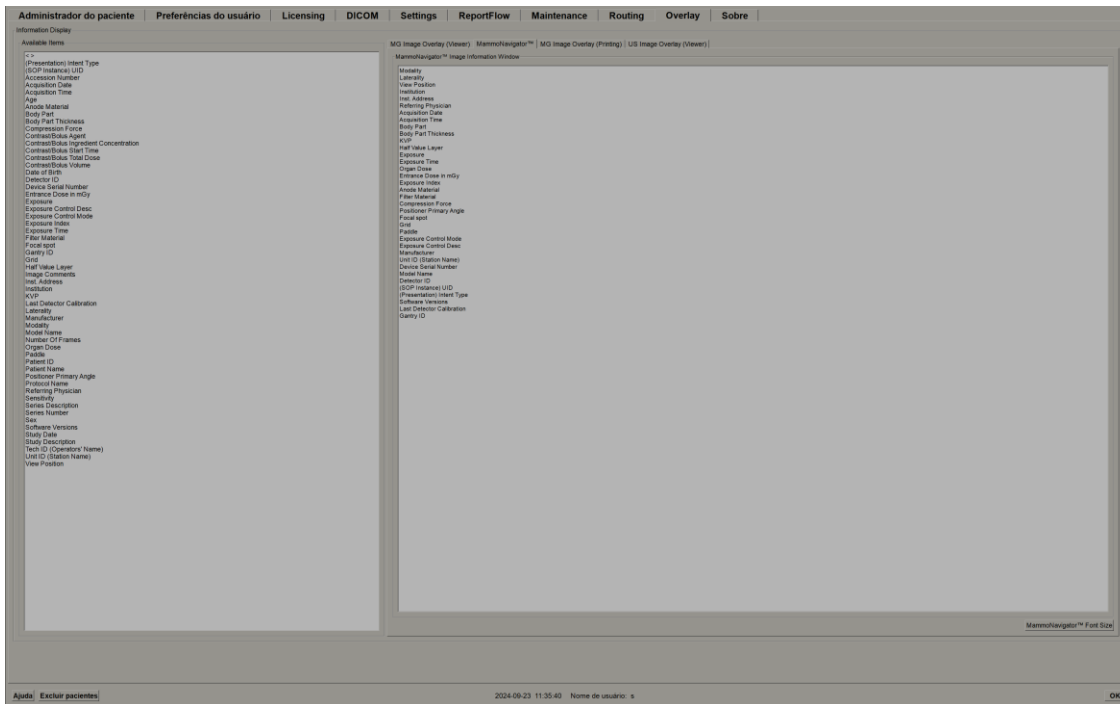 Administrador do paciente Preferências do usuário Licensing DICOM Settings ReportFlow Maintenance Routing Overlay Sobre
Information Display
Available Items
< >
(Presentation) Intent Type
(SOP Instance) UID
Accession Number
Acquisition Date
Acquisition Time
Age
Anode Material
Body Part
Body Part Thickness
Compression Force
Contrast/Bolus Agent
Contrast/Bolus Ingredient Concentration
Contrast/Bolus Start Time
Contrast/Bolus Total Dose
Contrast/Bolus Volume
Date of Birth
Detector ID
Device Serial Number
Entrance Dose in mGy
Exposure
Exposure Control Desc
Exposure Control Mode
Exposure Index
Exposure Time
Filter Material
Focal spot
Gantry ID
Grid
Half Value Layer
Image Comments
Inst. Address
Institution
KVP
Last Detector Calibration
Laterality
Manufacturer
Modality
Model Name
Number Of Frames
Organ Dose
Paddle
Patient ID
Patient Name
Positioner Primary Angle
Protocol Name
Referring Physician
Sensitivity
Series Description
Series Number
Sex
Software Versions
Study Date
Study Description
Tech ID (Operators' Name)
Unit ID (Station Name)
View Position
MG Image Overlay (Viewer) MammoNavigator™ MG Image Overlay (Printing) US Image Overlay (Viewer)
MammoNavigator™ Image Information Window
Modality
Laterality
View Position
Institution
Inst. Address
Referring Physician
Acquisition Date
Acquisition Time
Body Part
Body Part Thickness
KVP
Half Value Layer
Exposure
Exposure Time
Organ Dose
Entrance Dose in mGy
Exposure Index
Anode Material
Filter Material
Compression Force
Positioner Primary Angle
Focal spot
Grid
Paddle
Exposure Control Mode
Exposure Control Desc
Manufacturer
Unit ID (Station Name)
Device Serial Number
Model Name
Detector ID
(SOP Instance) UID
(Presentation) Intent Type
Software Versions
Last Detector Calibration
Gantry ID
MammoNavigator™ Font Size
Ajuda Excluir pacientes 2024-09-23 11:35:40 Nome de usuário: s OK